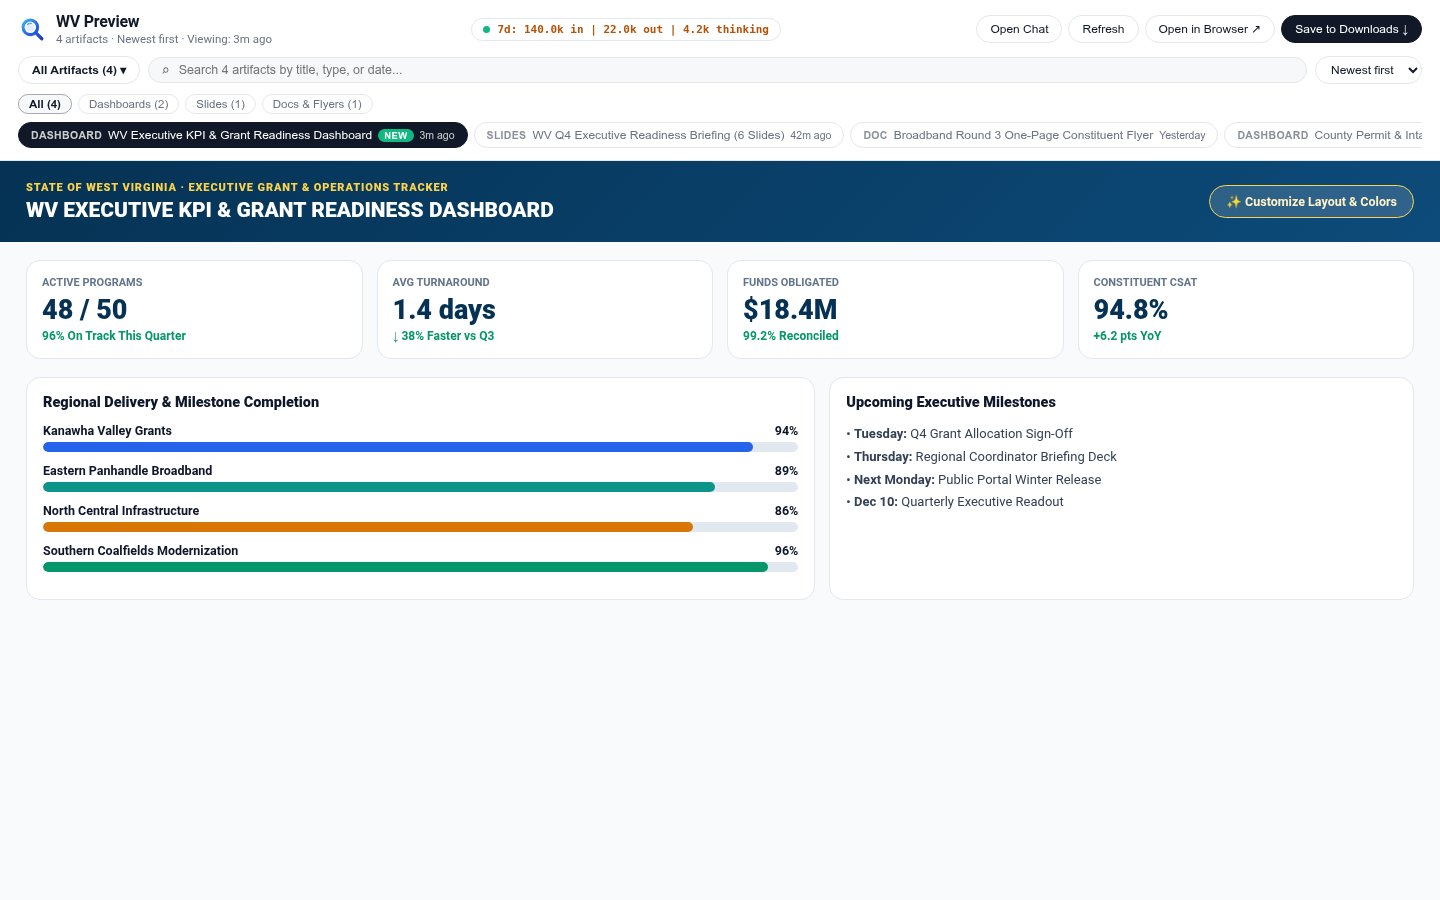 WV Preview
4 artifacts · Newest first · Viewing: 3m ago
7d: 140.0k in | 22.0k out | 4.2k thinking
Open Chat
Refresh
Open in Browser ↗
Save to Downloads ↓
All Artifacts (4) ▾
Search 4 artifacts by title, type, or date...
Newest first
All (4)
Dashboards (2)
Slides (1)
Docs & Flyers (1)
DASHBOARD WV Executive KPI & Grant Readiness Dashboard NEW 3m ago
SLIDES WV Q4 Executive Readiness Briefing (6 Slides) 42m ago
DOC Broadband Round 3 One-Page Constituent Flyer Yesterday
DASHBOARD County Permit &
STATE OF WEST VIRGINIA · EXECUTIVE GRANT & OPERATIONS TRACKER
WV EXECUTIVE KPI & GRANT READINESS DASHBOARD
✨ Customize Layout & Colors
ACTIVE PROGRAMS
48 / 50
96% On Track This Quarter
AVG TURNAROUND
1.4 days
↓ 38% Faster vs Q3
FUNDS OBLIGATED
$18.4M
99.2% Reconciled
CONSTITUENT CSAT
94.8%
+6.2 pts YoY
Regional Delivery & Milestone Completion
Kanawha Valley Grants 94%
Eastern Panhandle Broadband 89%
North Central Infrastructure 86%
Southern Coalfields Modernization 96%
Upcoming Executive Milestones
• Tuesday: Q4 Grant Allocation Sign-Off
• Thursday: Regional Coordinator Briefing Deck
• Next Monday: Public Portal Winter Release
• Dec 10: Quarterly Executive Readout